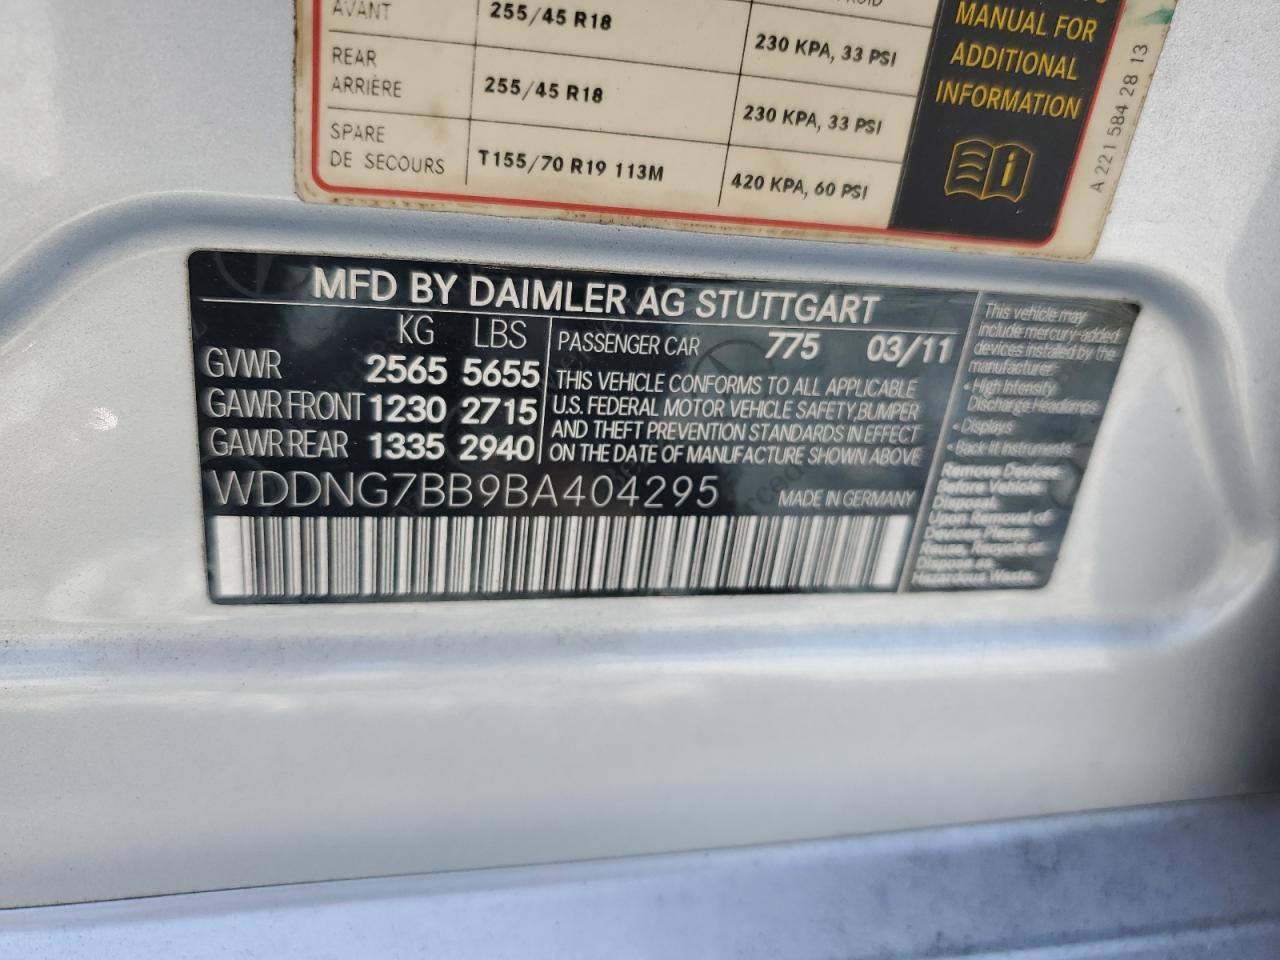 AVANT 255/45 R18 230 KPA, 33 PSI
REAR
ARRIÈRE 255/45 R18 230 KPA, 33 PSI
SPARE
DE SECOURS T155/70 R19 113M 420 KPA, 60 PSI
MANUAL FOR
ADDITIONAL
INFORMATION
A 221 584 28 13
MFD BY DAIMLER AG STUTTGART
KG LBS
GVWR 2565 5655
GAWR FRONT 1230 2715
GAWR REAR 1335 2940
PASSENGER CAR 775 03/11
THIS VEHICLE CONFORMS TO ALL APPLICABLE
U.S. FEDERAL MOTOR VEHICLE SAFETY, BUMPER
AND THEFT PREVENTION STANDARDS IN EFFECT
ON THE DATE OF MANUFACTURE SHOWN ABOVE
WDDNG7BB9BA404295 MADE IN GERMANY
This vehicle may
include mercury-added
devices installed by the
manufacturer:
• High Intensity
Discharge Headlamps
• Displays
• Back-lit Instruments
Remove Devices
Before Vehicle
Disposal.
Upon Removal of
Devices Please
Reuse, Recycle or
Dispose as
Hazardous Waste.